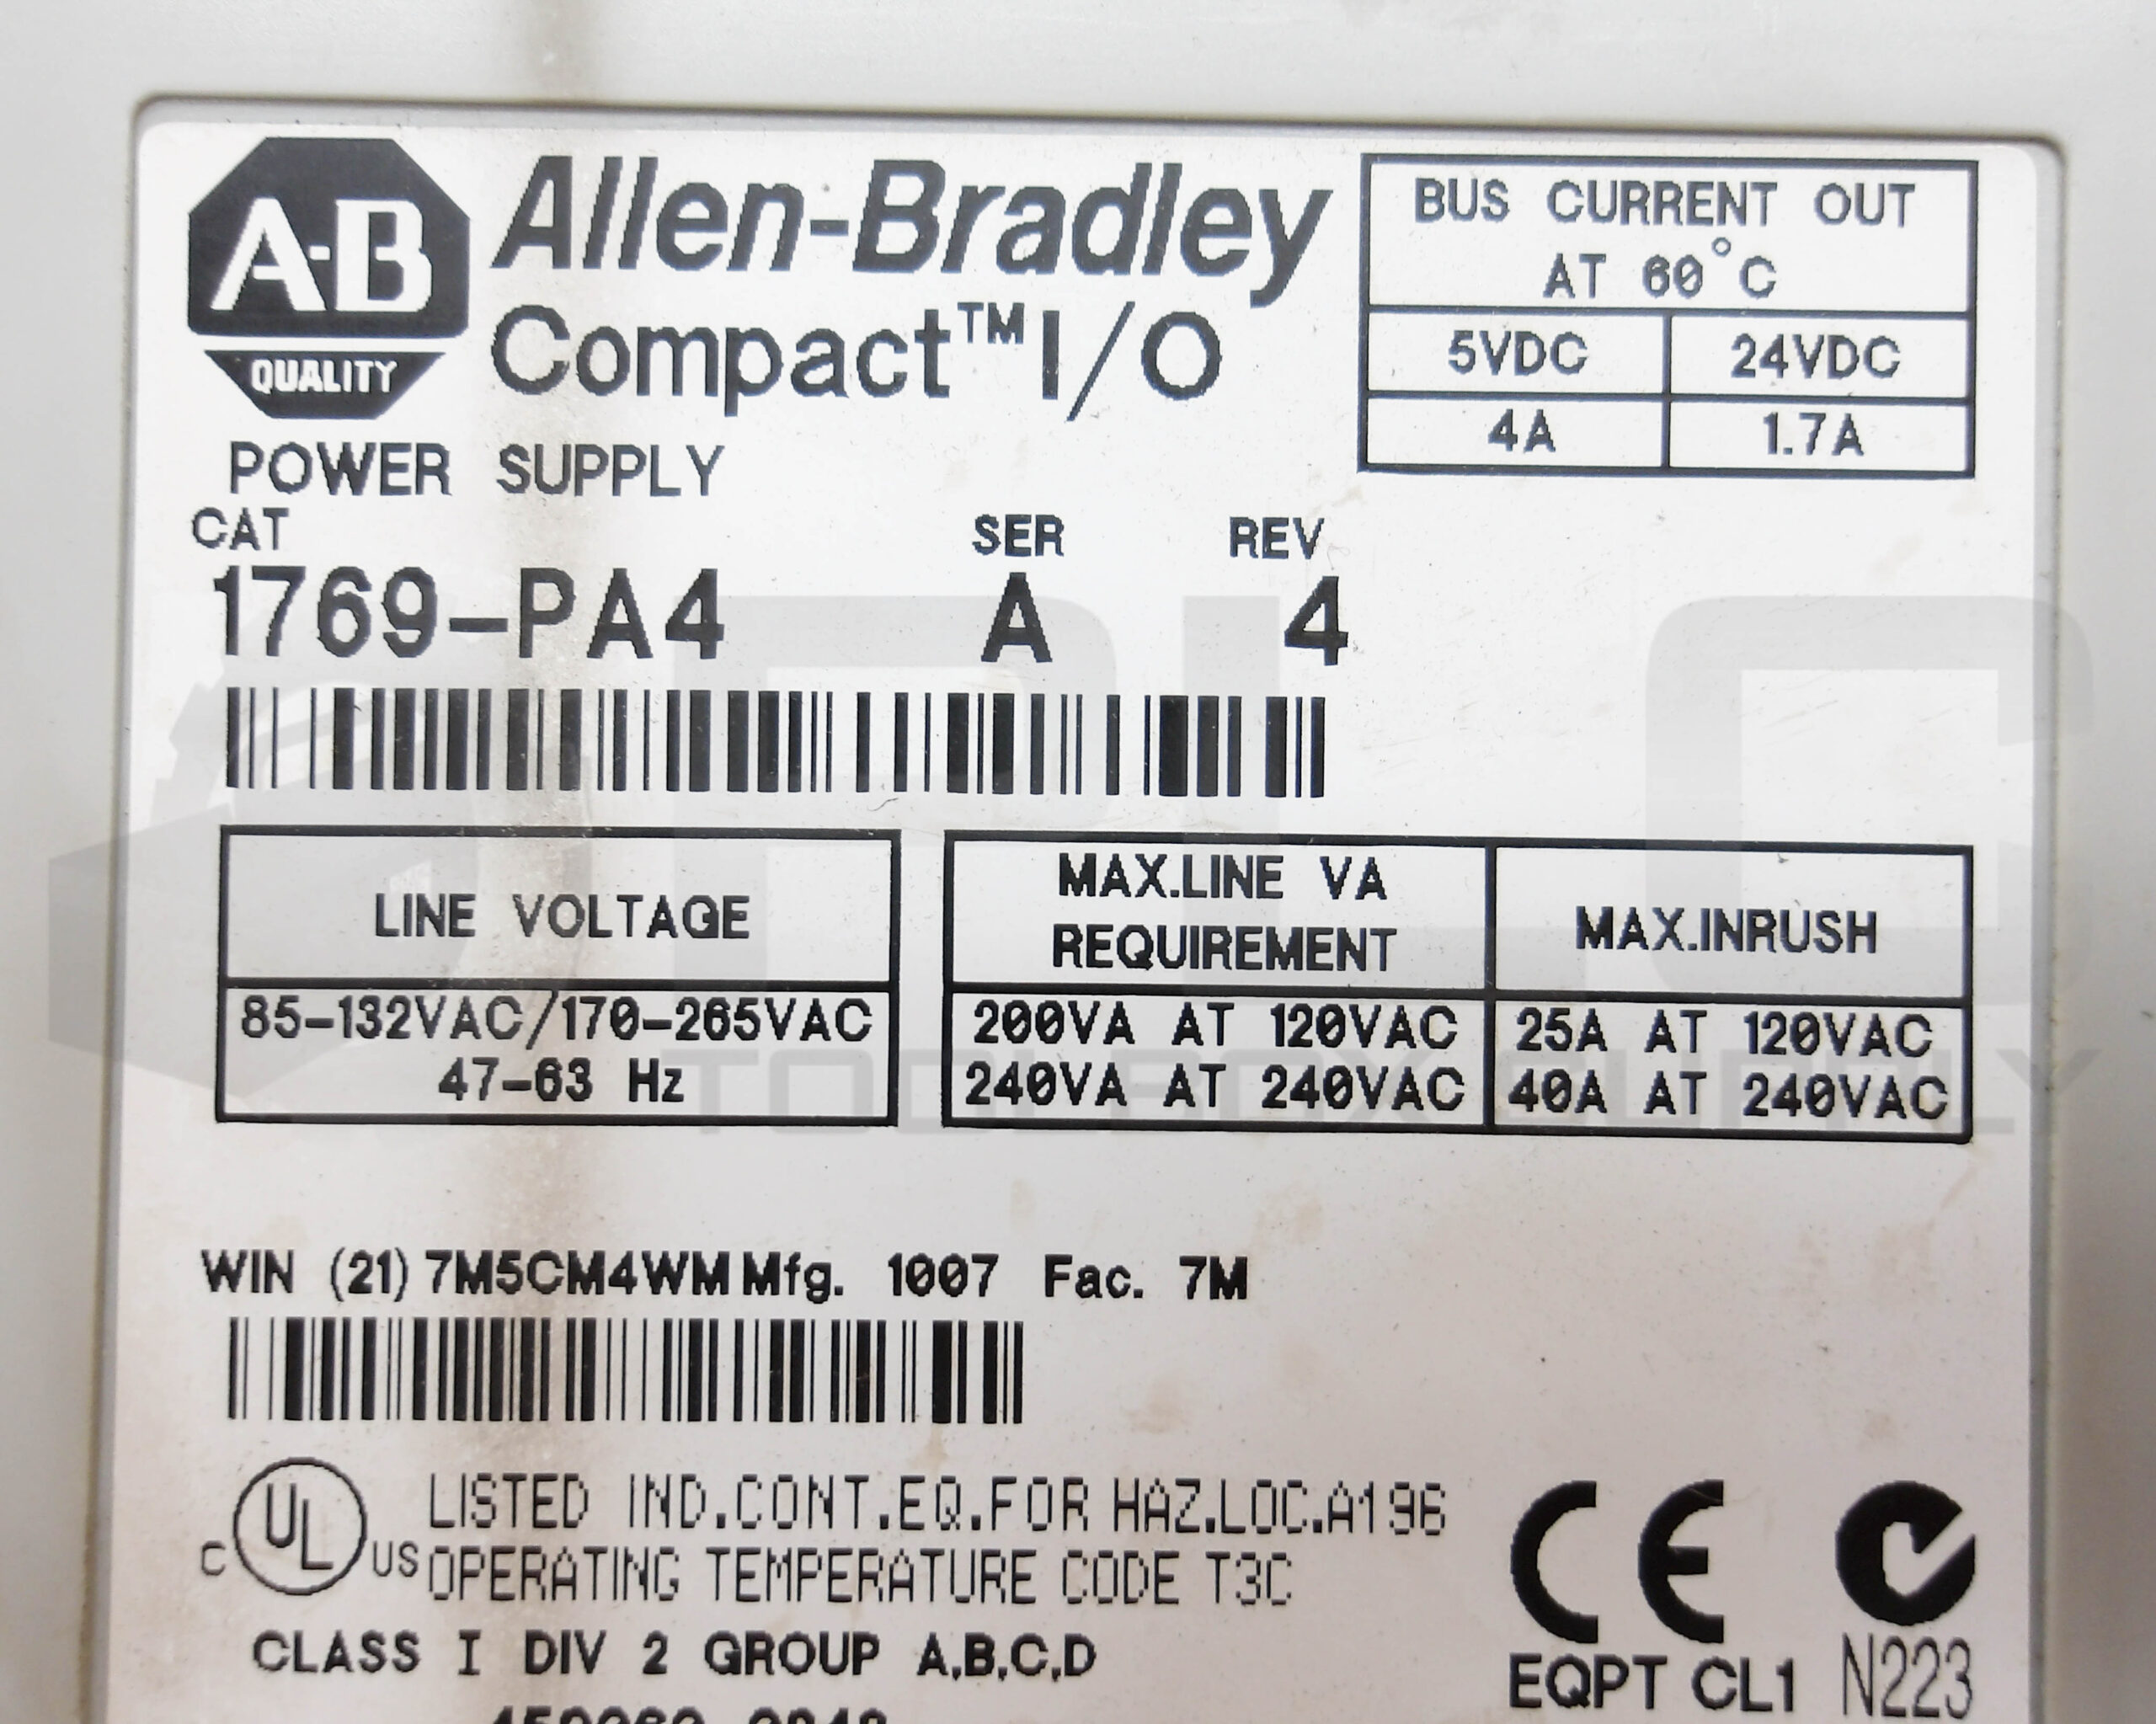 A-B
QUALITY
Allen-Bradley
Compact™ I/O
POWER SUPPLY
BUS CURRENT OUT
AT 60°C
5VDC 24VDC
4A 1.7A
CAT SER REV
1769-PA4 A 4
LINE VOLTAGE
85-132VAC/170-265VAC
47-63 Hz
MAX.LINE VA
REQUIREMENT
MAX.INRUSH
200VA AT 120VAC 25A AT 120VAC
240VA AT 240VAC 40A AT 240VAC
WIN (21) 7M5CM4WM Mfg. 1007 Fac. 7M
C UL US LISTED IND.CONT.EQ.FOR HAZ.LOC.A196
OPERATING TEMPERATURE CODE T3C
CLASS I DIV 2 GROUP A,B,C,D
CE
EQPT CL1 N223
PLC
TOOLBOX SUPPLY